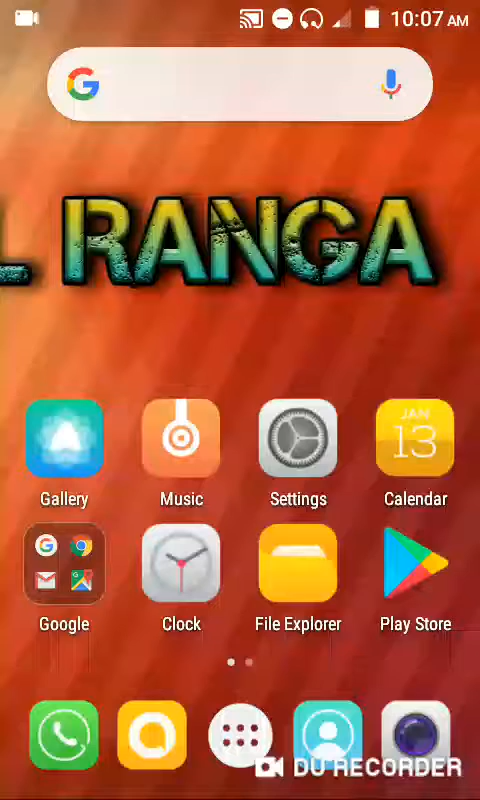 10:07 AM
G
L RANGA
JAN
13
Gallery
Music
Settings
Calendar
G
M
G
Google
Clock
File Explorer
Play Store
DU RECORDER